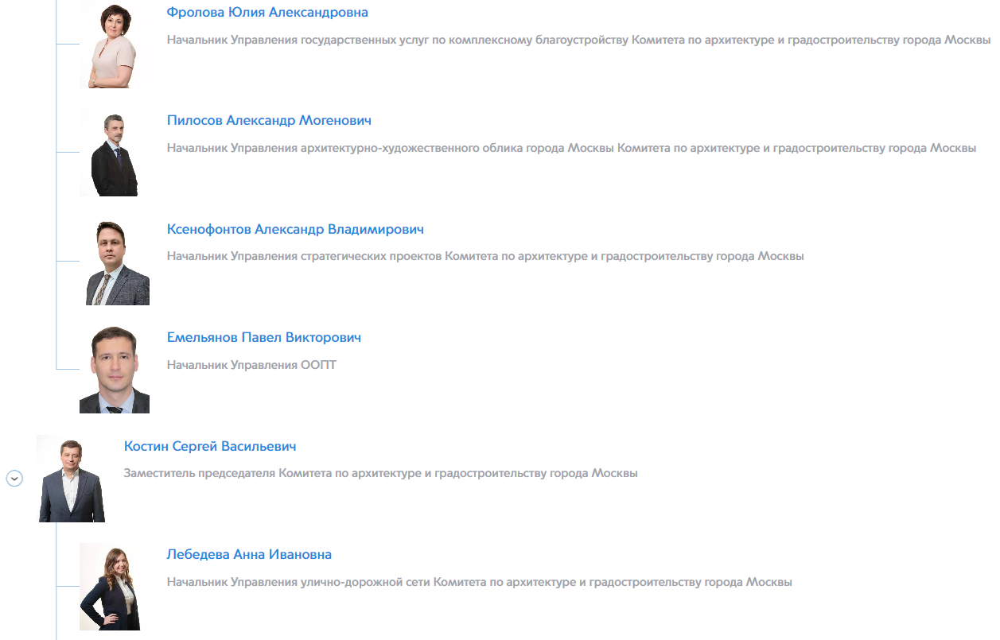 Фролова Юлия Александровна
Начальник Управления государственных услуг по комплексному благоустройству Комитета по архитектуре и градостроительству города Москвы
Пилосов Александр Могенович
Начальник Управления архитектурно-художественного облика города Москвы Комитета по архитектуре и градостроительству города Москвы
Ксенофонтов Александр Владимирович
Начальник Управления стратегических проектов Комитета по архитектуре и градостроительству города Москвы
Емельянов Павел Викторович
Начальник Управления ООПТ
Костин Сергей Васильевич
Заместитель председателя Комитета по архитектуре и градостроительству города Москвы
Лебедева Анна Ивановна
Начальник Управления улично-дорожной сети Комитета по архитектуре и градостроительству города Москвы